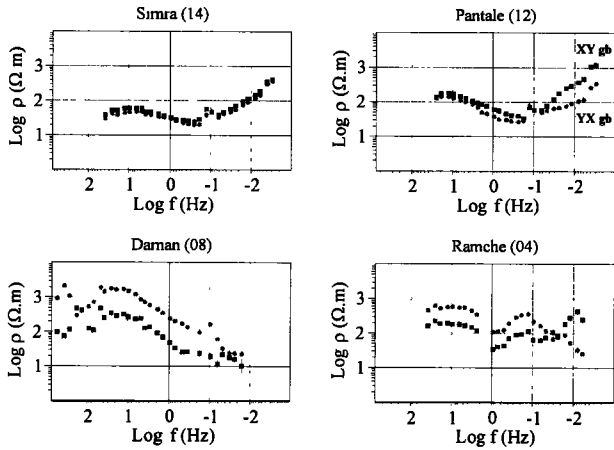 Simra (14)
Log ρ (Ω.m)
3
2
1
2 1 0 -1 -2
Log f (Hz)
Pantale (12)
XY gb
YX gb
Log ρ (Ω.m)
3
2
1
2 1 0 -1 -2
Log f (Hz)
Daman (08)
Log ρ (Ω.m)
3
2
1
2 1 0 -1 -2
Log f (Hz)
Ramche (04)
Log ρ (Ω.m)
3
2
1
2 1 0 -1 -2
Log f (Hz)